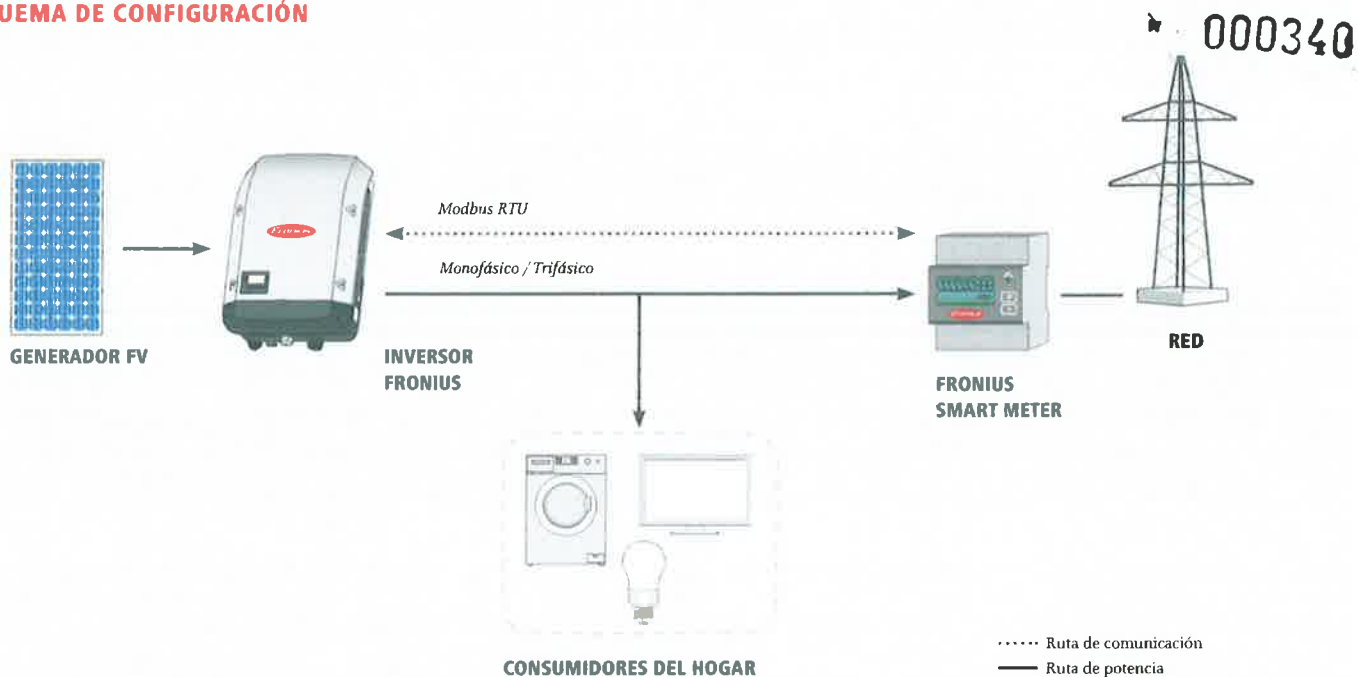 UEMA DE CONFIGURACIÓN
000340
Modbus RTU
Monofásico / Trifásico
Fronius
GENERADOR FV
INVERSOR
FRONIUS
FRONIUS
SMART METER
RED
CONSUMIDORES DEL HOGAR
...... Ruta de comunicación
Ruta de potencia